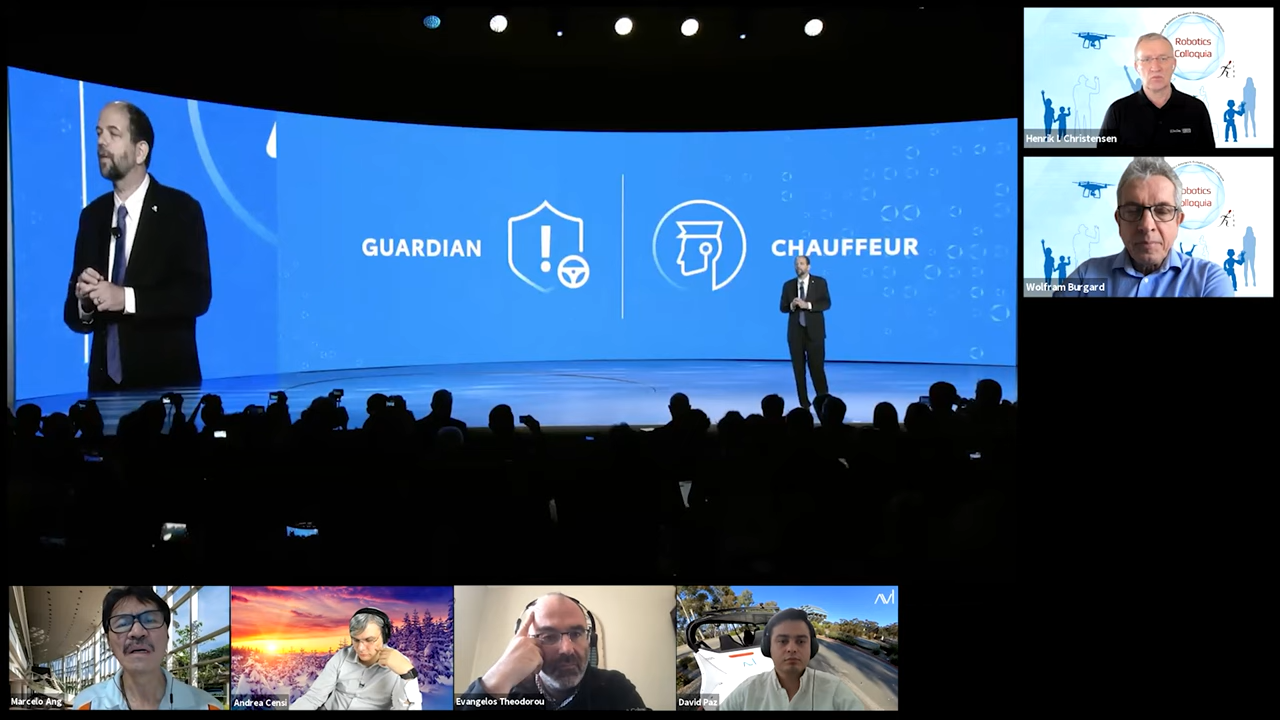 GUARDIAN
CHAUFFEUR
Robotics
Colloquia
Henrik I. Christensen
Robotics
Colloquia
Wolfram Burgard
Marcelo Ang
Andrea Censi
Evangelos Theodorou
David Paz